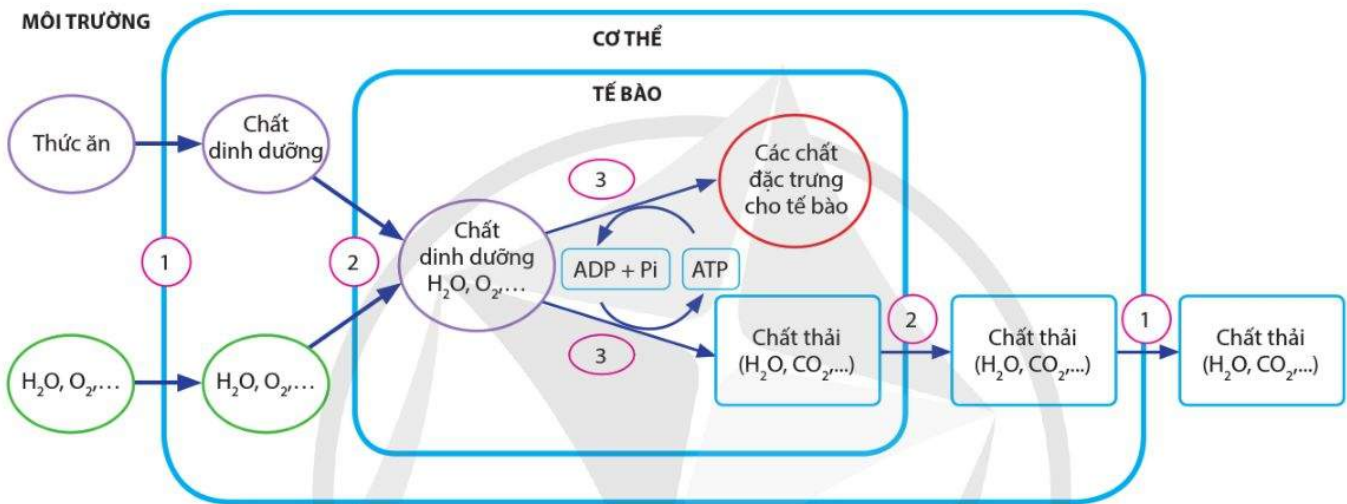 MÔI TRƯỜNG
CƠ THỂ
TẾ BÀO
Thức ăn
Chất
dinh dưỡng
Các chất
đặc trưng
cho tế bào
3
Chất
dinh dưỡng
H₂O, O₂,...
1
2
ADP + Pi
ATP
3
H₂O, O₂,...
H₂O, O₂,...
Chất thải
(H₂O, CO₂,...)
2
Chất thải
(H₂O, CO₂,...)
1
Chất thải
(H₂O, CO₂,...)